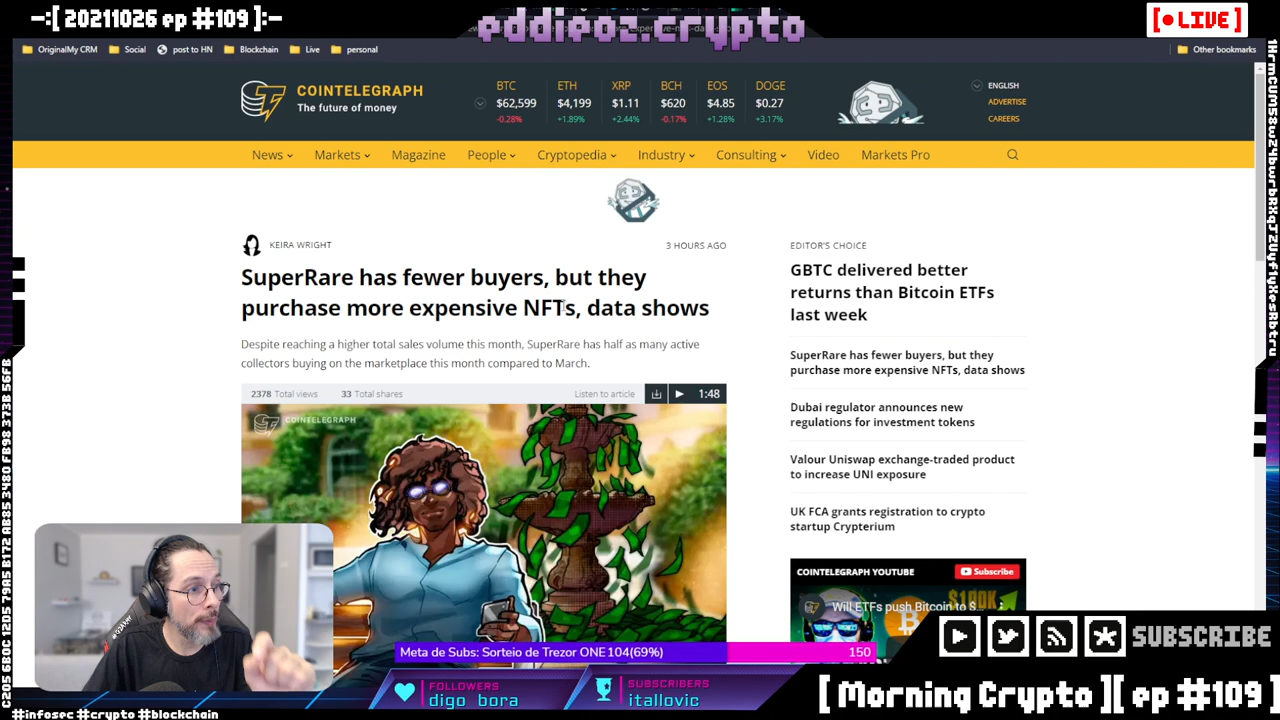 -:[ 20211026 ep #109 ]:-
eddieoz.crypto
[●LIVE]
OriginalMy CRM
Social
post to HN
Blockchain
Live
personal
Other bookmarks
COINTELEGRAPH
The future of money
BTC ETH XRP BCH EOS DOGE
$62,599 $4,199 $1.11 $620 $4.85 $0.27
-0.28% +1.89% +2.44% -0.17% +1.28% +3.17%
ENGLISH
ADVERTISE
CAREERS
News Markets Magazine People Cryptopedia Industry Consulting Video Markets Pro
KEIRA WRIGHT
3 HOURS AGO
SuperRare has fewer buyers, but they
purchase more expensive NFTs, data shows
Despite reaching a higher total sales volume this month, SuperRare has half as many active
collectors buying on the marketplace this month compared to March.
2378 Total views 33 Total shares Listen to article 1:48
COINTELEGRAPH
EDITOR'S CHOICE
GBTC delivered better
returns than Bitcoin ETFs
last week
SuperRare has fewer buyers, but they
purchase more expensive NFTs, data shows
Dubai regulator announces new
regulations for investment tokens
Valour Uniswap exchange-traded product
to increase UNI exposure
UK FCA grants registration to crypto
startup Crypterium
COINTELEGRAPH YOUTUBE
Subscribe
Will ETFs push Bitcoin to $...
$100K
Meta de Subs: Sorteio de Trezor ONE 104(69%) 150
FOLLOWERS
digo bora
SUBSCRIBERS
itallovic
SUBSCRIBE
[ Morning Crypto ][ ep #109 ]
#infosec #crypto #blockchain